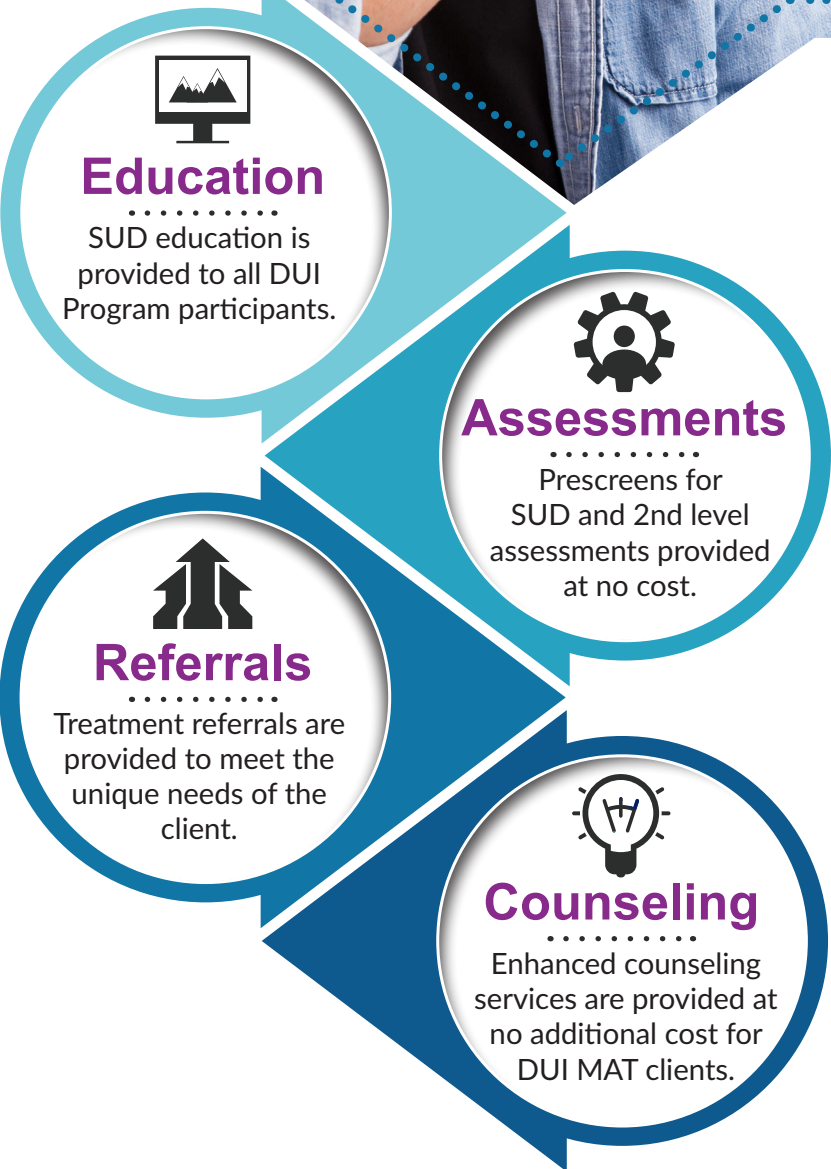 Education
SUD education is
provided to all DUI
Program participants.
Assessments
Prescreens for
SUD and 2nd level
assessments provided
at no cost.
Referrals
Treatment referrals are
provided to meet the
unique needs of the
client.
Counseling
Enhanced counseling
services are provided at
no additional cost for
DUI MAT clients.